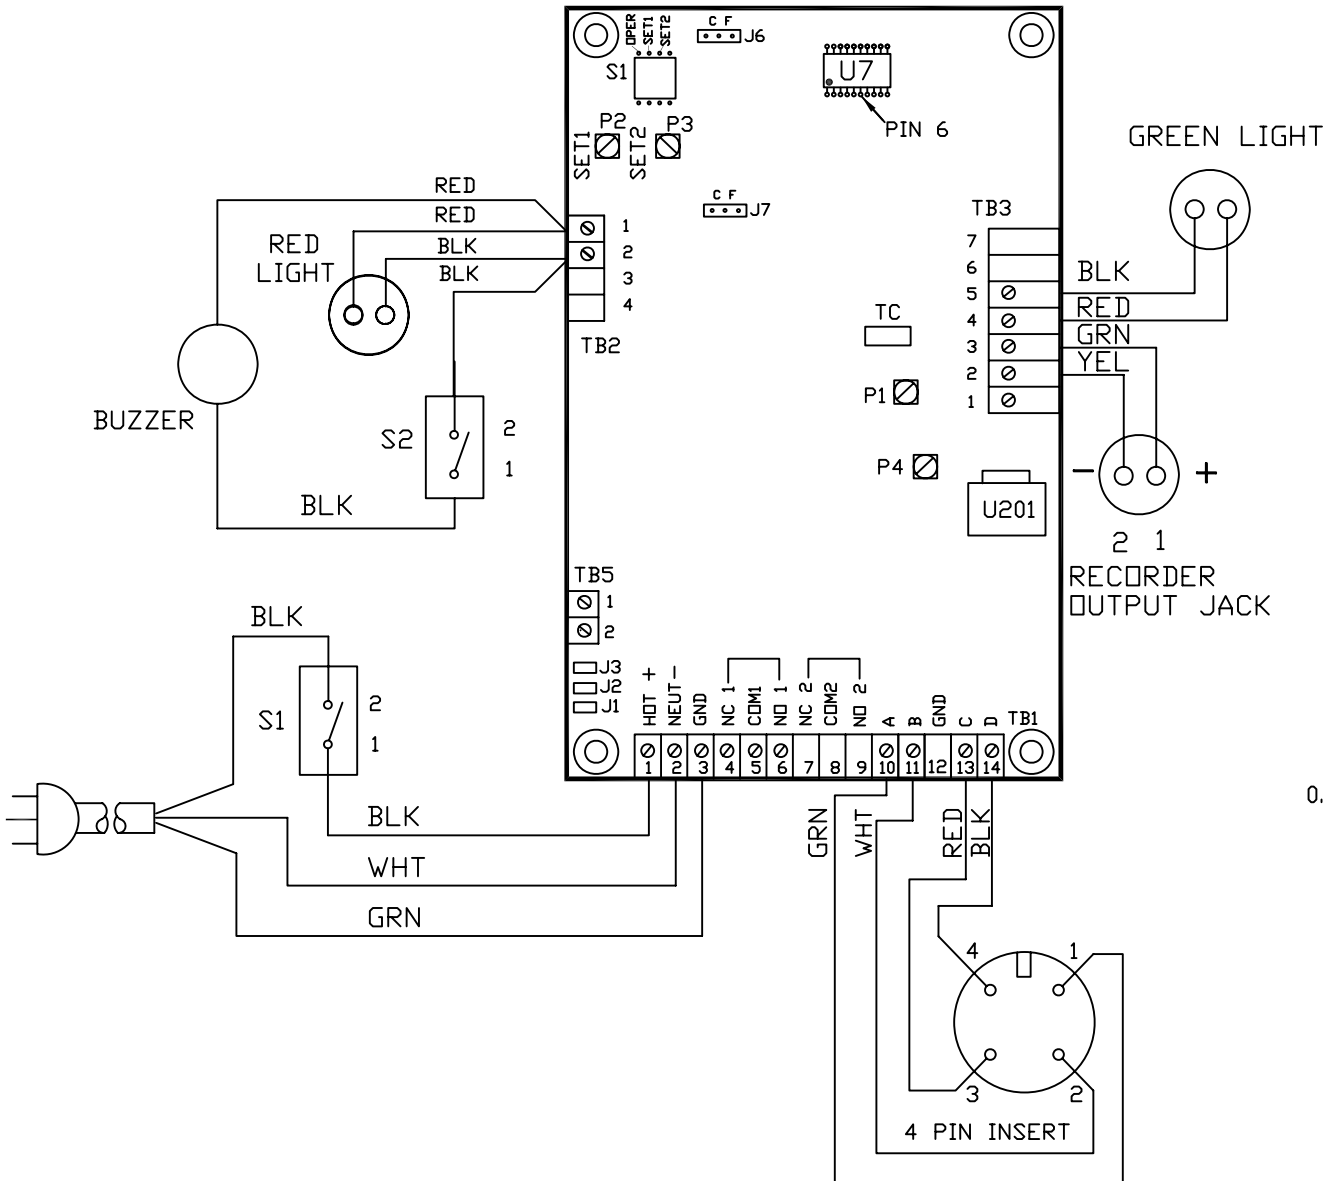 OPER
SET1
SET2
S1
C F
J6
U7
PIN 6
P2
P3
SET1
SET2
C F
J7
GREEN LIGHT
RED
RED
BLK
BLK
RED
LIGHT
1
2
3
4
TB2
BUZZER
S2
2
1
BLK
TB3
7
6
5
4
3
2
1
BLK
RED
GRN
YEL
TC
P1
P4
U201
- +
2 1
RECORDER
OUTPUT JACK
TB5
1
2
J3
J2
J1
BLK
S1
2
1
HOT +
NEUT-
GND
NC 1
COM1
NO 1
NC 2
COM2
NO 2
A
B
GND
C
D
TB1
1 2 3 4 5 6 7 8 9 10 11 12 13 14
BLK
WHT
GRN
GRN
WHT
RED
BLK
0.
4 1
3 2
4 PIN INSERT